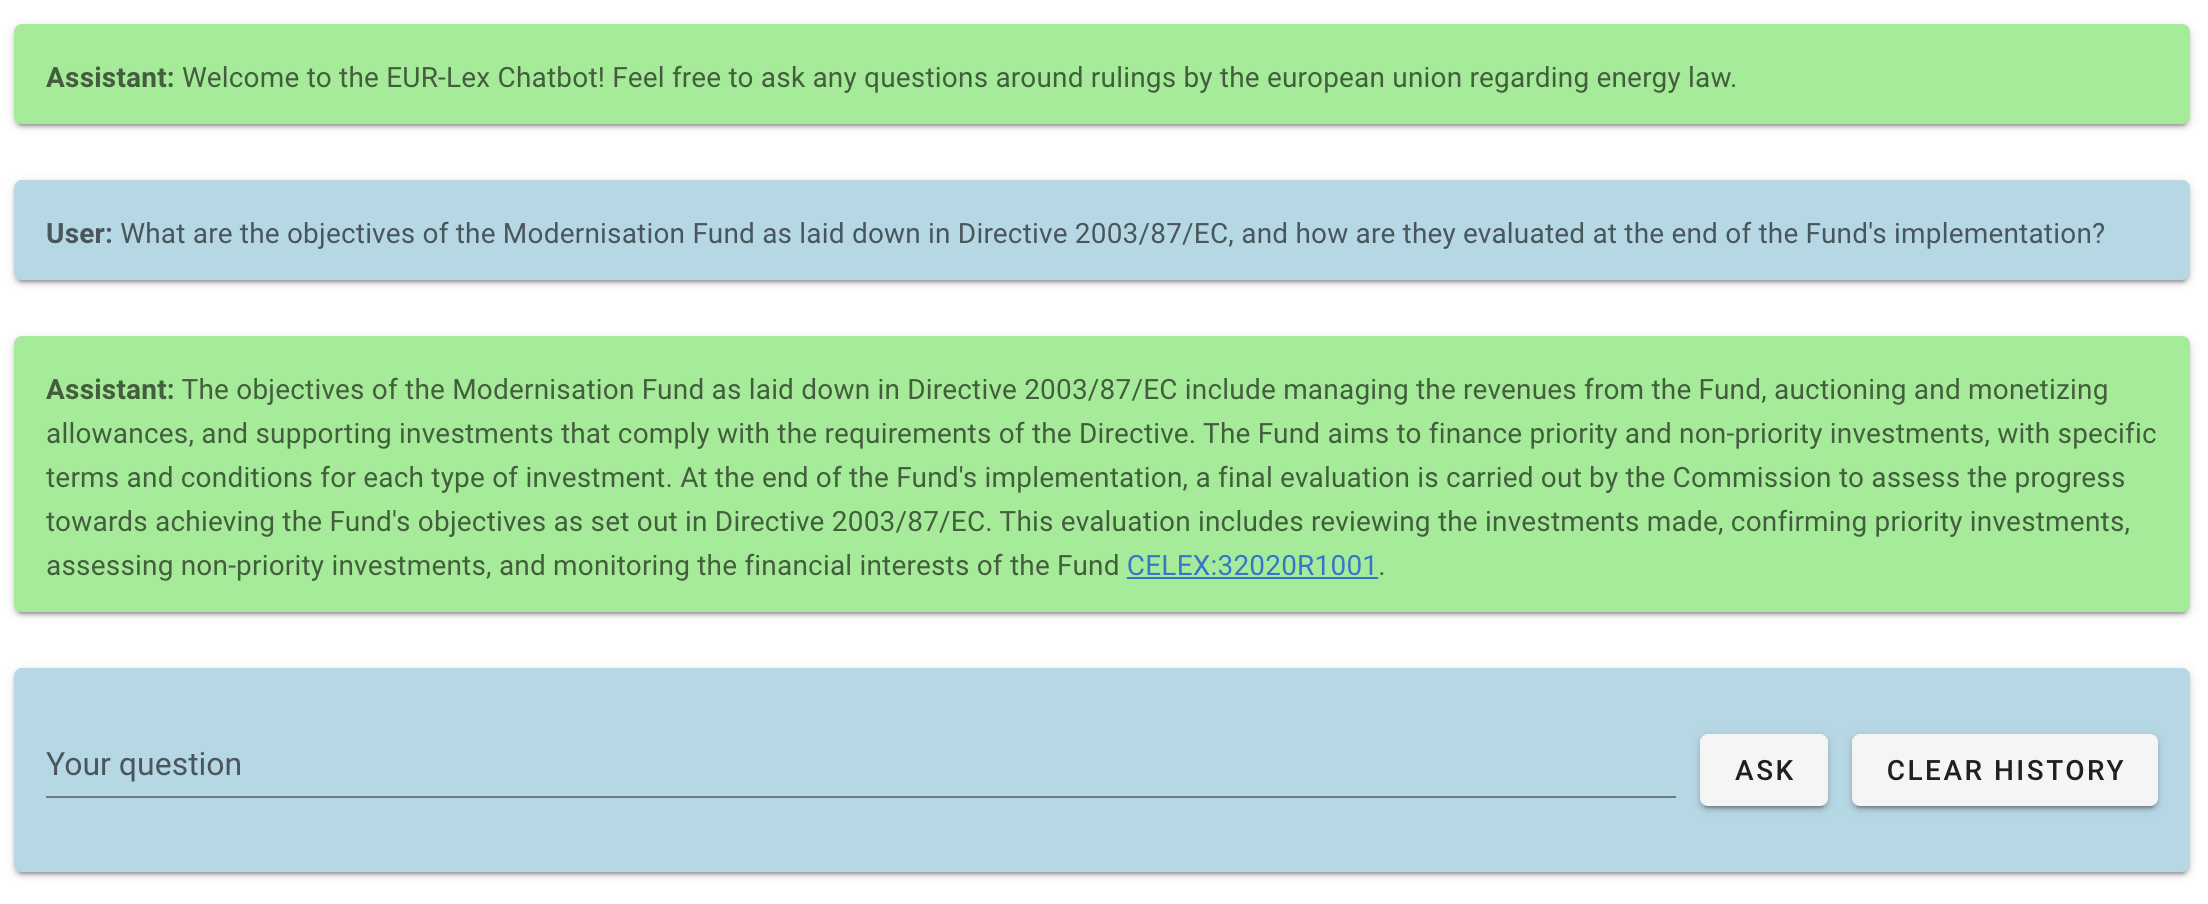 Assistant: Welcome to the EUR-Lex Chatbot! Feel free to ask any questions around rulings by the european union regarding energy law.
User: What are the objectives of the Modernisation Fund as laid down in Directive 2003/87/EC, and how are they evaluated at the end of the Fund's implementation?
Assistant: The objectives of the Modernisation Fund as laid down in Directive 2003/87/EC include managing the revenues from the Fund, auctioning and monetizing
allowances, and supporting investments that comply with the requirements of the Directive. The Fund aims to finance priority and non-priority investments, with specific
terms and conditions for each type of investment. At the end of the Fund's implementation, a final evaluation is carried out by the Commission to assess the progress
towards achieving the Fund's objectives as set out in Directive 2003/87/EC. This evaluation includes reviewing the investments made, confirming priority investments,
assessing non-priority investments, and monitoring the financial interests of the Fund CELEX:32020R1001.
Your question
ASK
CLEAR HISTORY